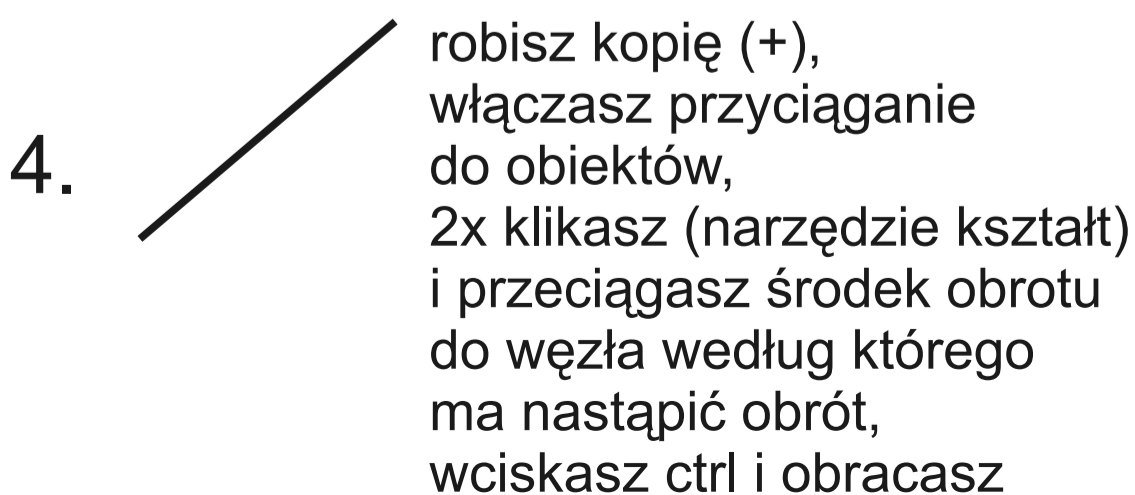 4.
robisz kopię (+),
włączasz przyciąganie
do obiektów,
2x klikasz (narzędzie kształt)
i przeciągasz środek obrotu
do węzła według którego
ma nastąpić obrót,
wciskasz ctrl i obracasz